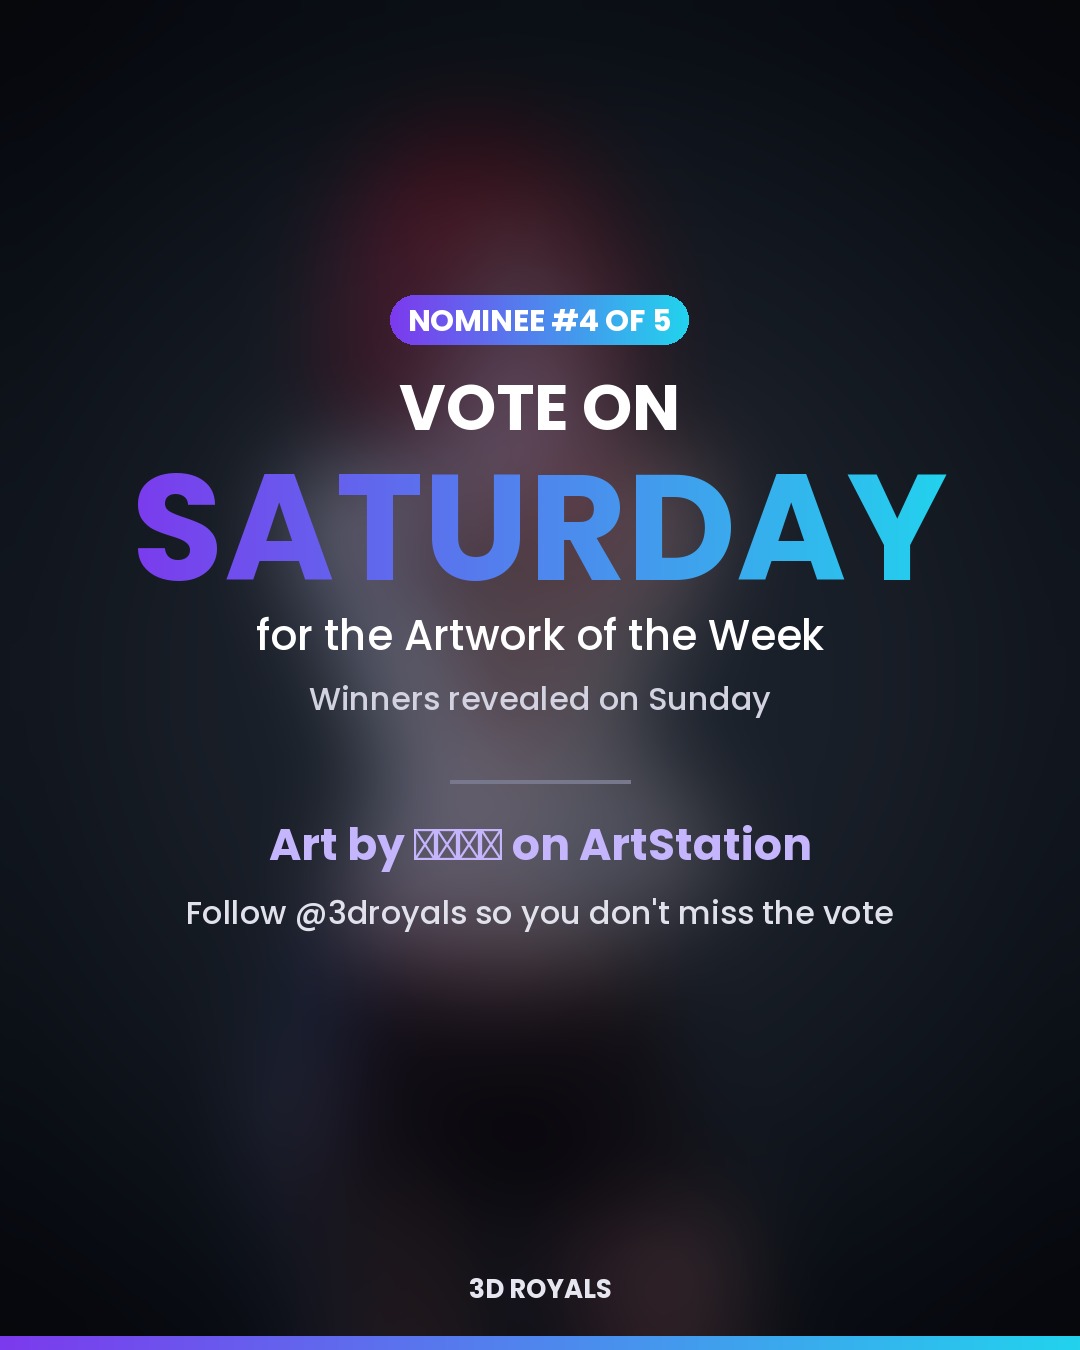 NOMINEE #4 OF 5
VOTE ON
SATURDAY
for the Artwork of the Week
Winners revealed on Sunday
Art by on ArtStation
Follow @3droyals so you don't miss the vote
3D ROYALS